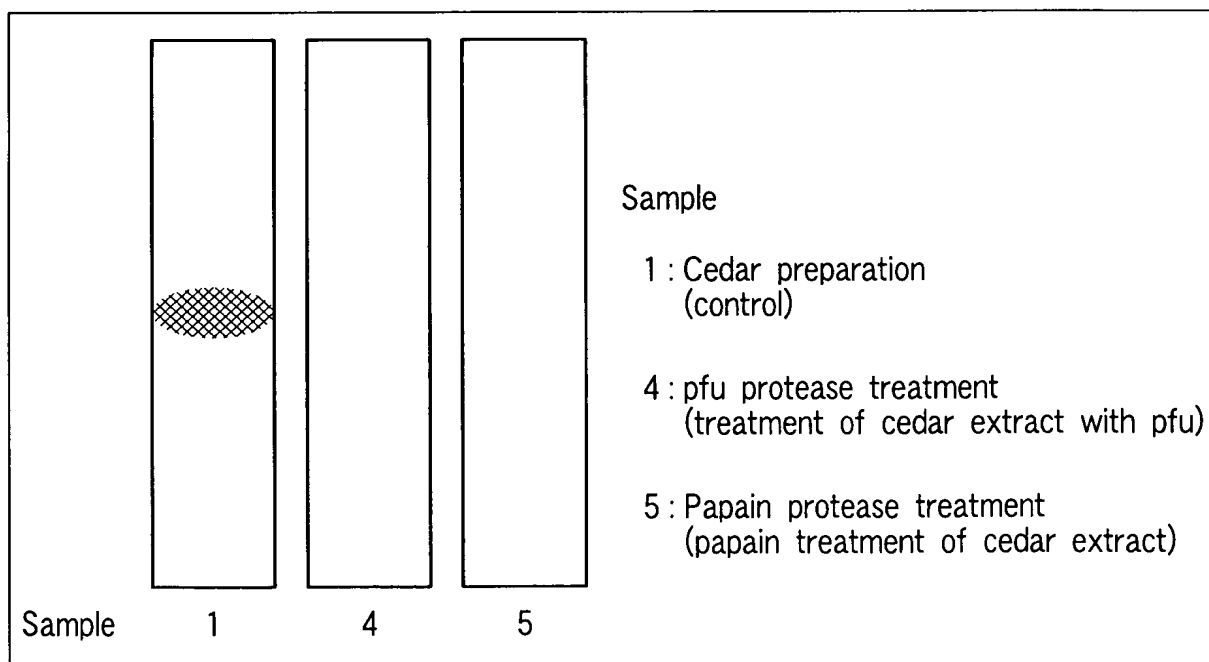 Sample
1 : Cedar preparation
(control)
4 : pfu protease treatment
(treatment of cedar extract with pfu)
5 : Papain protease treatment
(papain treatment of cedar extract)
Sample 1 4 5